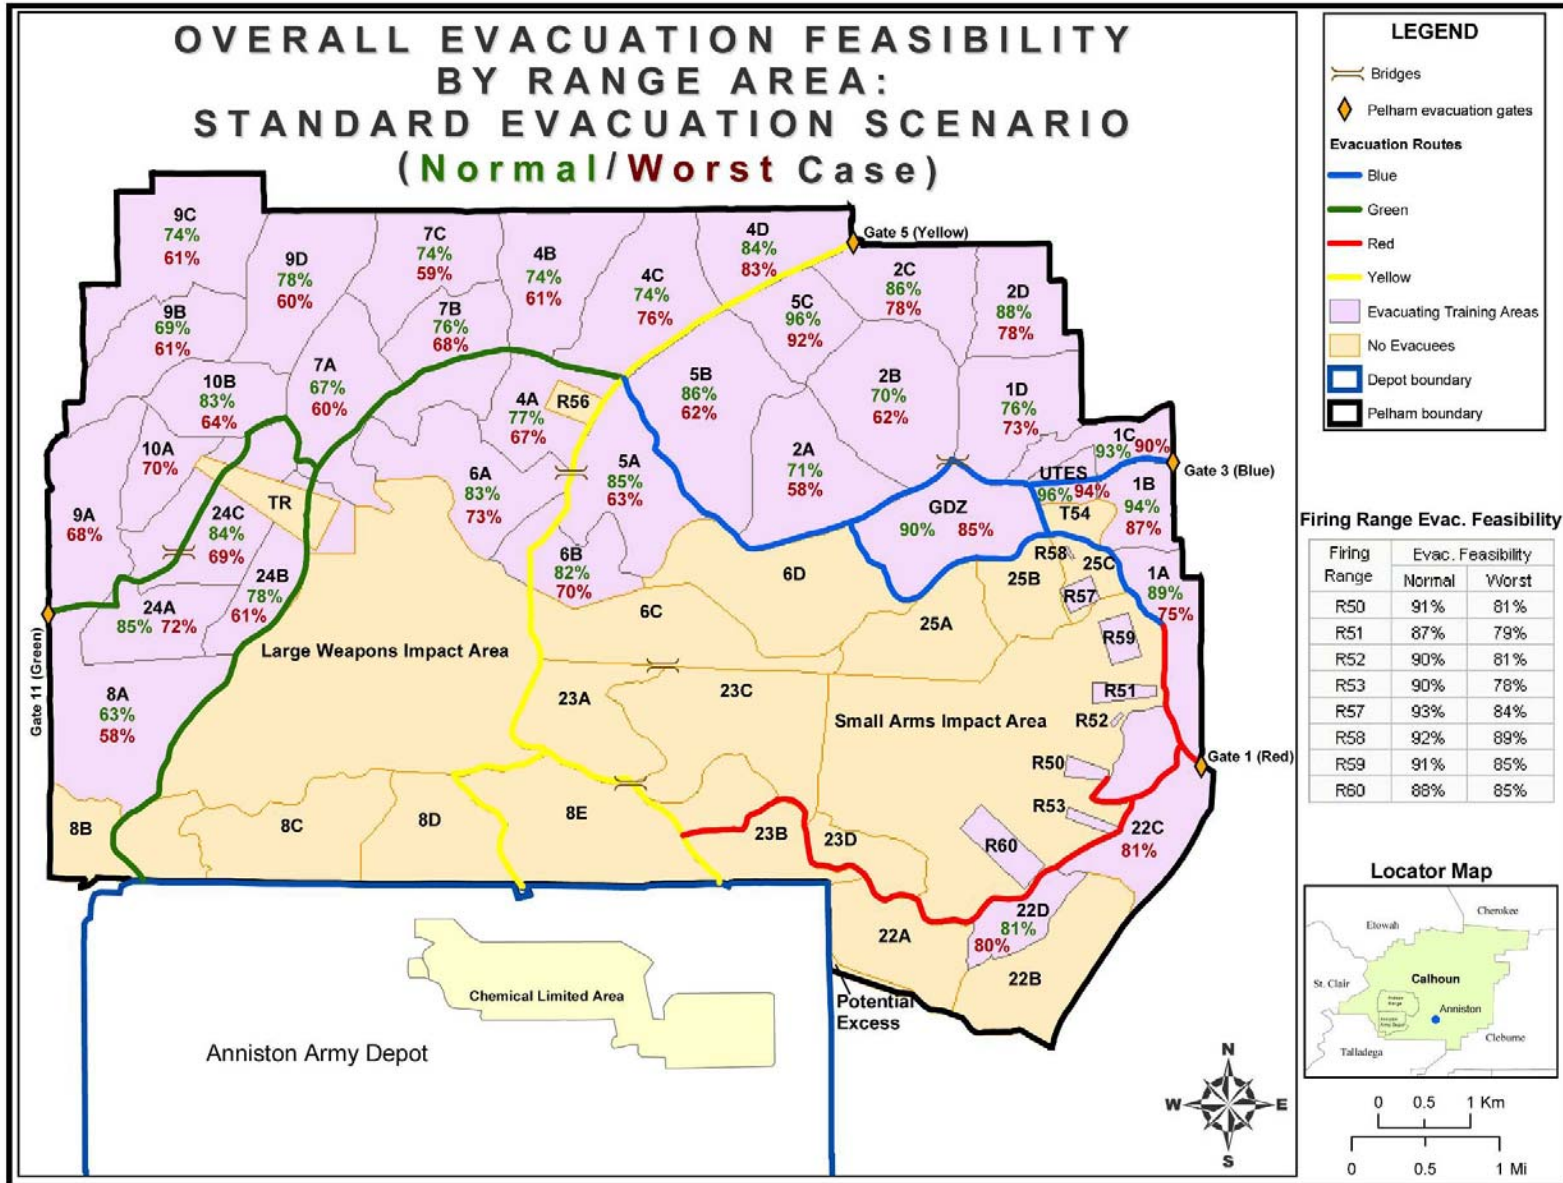 OVERALL EVACUATION FEASIBILITY
BY RANGE AREA:
STANDARD EVACUATION SCENARIO
(Normal/Worst Case)
9C
74%
61%
9D
78%
60%
7C
74%
59%
4B
74%
61%
4C
74%
76%
4D
84%
83%
Gate 5 (Yellow)
2C
86%
78%
2D
88%
78%
5C
96%
92%
9B
69%
61%
7B
76%
68%
7A
67%
60%
10B
83%
64%
4A
77%
67%
R56
5B
86%
62%
2B
70%
62%
1D
76%
73%
1C
93% 90%
Gate 3 (Blue)
10A
70%
6A
83%
73%
5A
85%
63%
2A
71%
58%
UTES
96% 94%
1B
94%
87%
9A
68%
TR
24C
84%
69%
GDZ
90% 85%
T54
6B
82%
70%
6D
R58
25B
25C
R57
1A
89%
75%
24B
78%
61%
24A
85% 72%
6C
25A
R59
Gate 11 (Green)
Large Weapons Impact Area
8A
63%
58%
23A
23C
R51
Small Arms Impact Area
R52
R50
Gate 1 (Red)
R53
8B
8C
8D
8E
23B
23D
R60
22C
81%
22A
22D
81%
80%
22B
Potential
Excess
Chemical Limited Area
Anniston Army Depot
N
W E
S
LEGEND
Bridges
Pelham evacuation gates
Evacuation Routes
Blue
Green
Red
Yellow
Evacuating Training Areas
No Evacuees
Depot boundary
Pelham boundary
Firing Range Evac. Feasibility
Firing Range Evac. Feasibility
Normal Worst
R50 91% 81%
R51 87% 79%
R52 90% 81%
R53 90% 78%
R57 93% 84%
R58 92% 89%
R59 91% 85%
R60 88% 85%
Locator Map
Cherokee
Etowah
St. Clair
Calhoun
Anniston
Cleburne
Talladega
0 0.5 1 Km
0 0.5 1 Mi